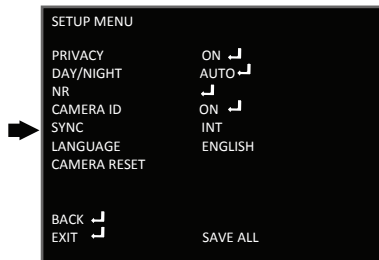 SETUP MENU
PRIVACY ON ↵
DAY/NIGHT AUTO ↵
NR ↵
CAMERA ID ON ↵
SYNC INT
LANGUAGE ENGLISH
CAMERA RESET
BACK ↵
EXIT ↵ SAVE ALL